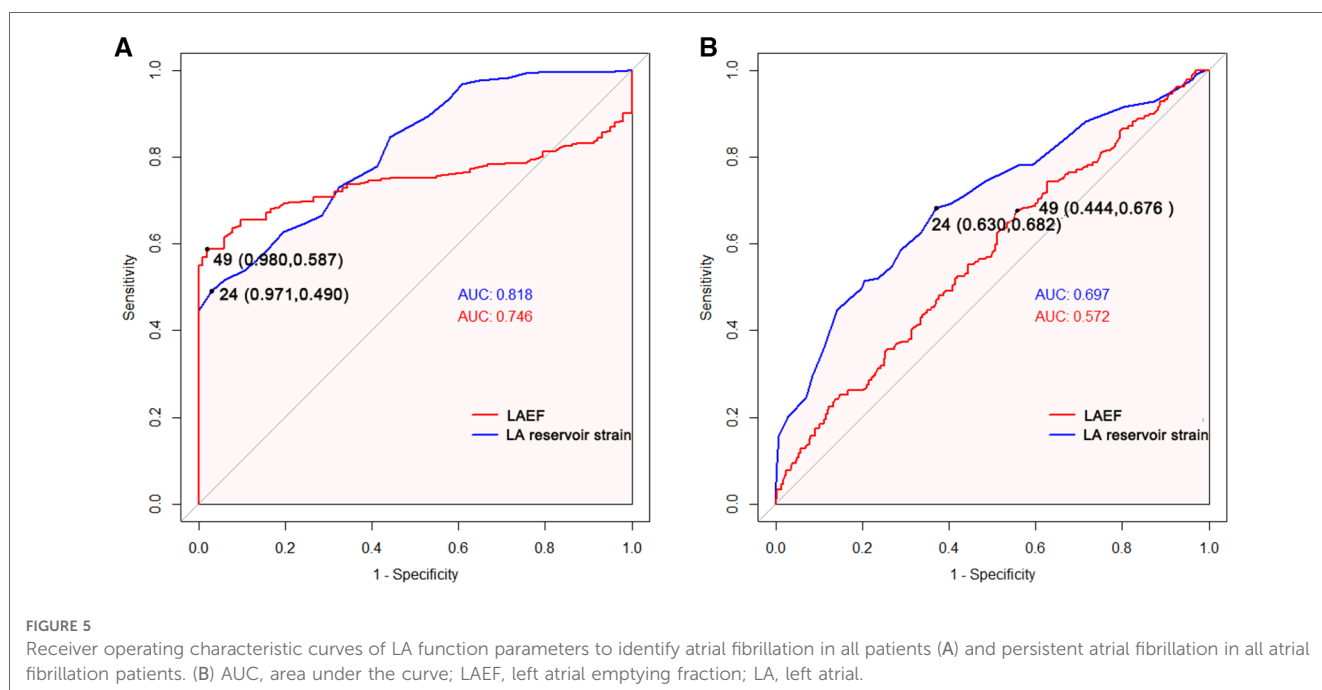 A
1.0
0.8
0.6
0.4
0.2
0.0
Sensitivity
49 (0.980,0.587)
24 (0.971,0.490)
AUC: 0.818
AUC: 0.746
LAEF
LA reservoir strain
0.0 0.2 0.4 0.6 0.8 1.0
1 - Specificity
B
1.0
0.8
0.6
0.4
0.2
0.0
Sensitivity
49 (0.444,0.676 )
24 (0.630,0.682)
AUC: 0.697
AUC: 0.572
LAEF
LA reservoir strain
0.0 0.2 0.4 0.6 0.8 1.0
1 - Specificity
FIGURE 5
Receiver operating characteristic curves of LA function parameters to identify atrial fibrillation in all patients (A) and persistent atrial fibrillation in all atrial
fibrillation patients. (B) AUC, area under the curve; LAEF, left atrial emptying fraction; LA, left atrial.